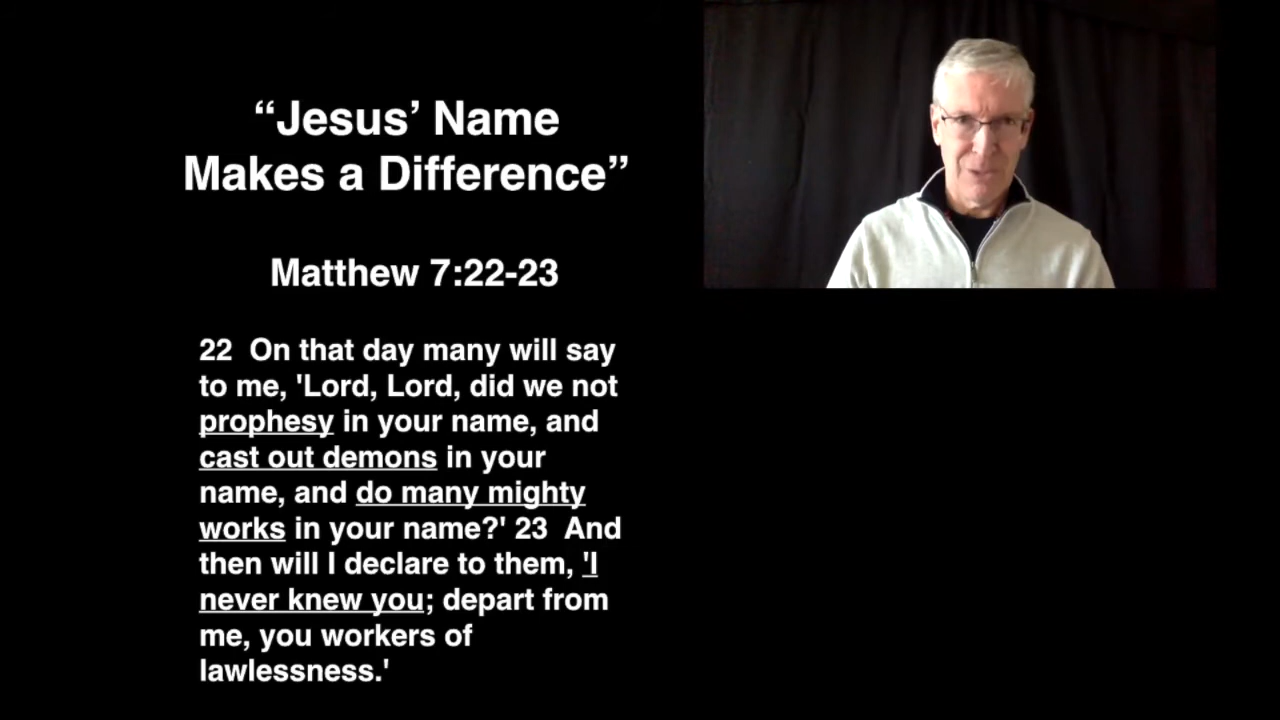 “Jesus’ Name
Makes a Difference”
Matthew 7:22-23
22  On that day many will say
to me, 'Lord, Lord, did we not
prophesy in your name, and
cast out demons in your
name, and do many mighty
works in your name?' 23  And
then will I declare to them, 'I
never knew you; depart from
me, you workers of
lawlessness.'